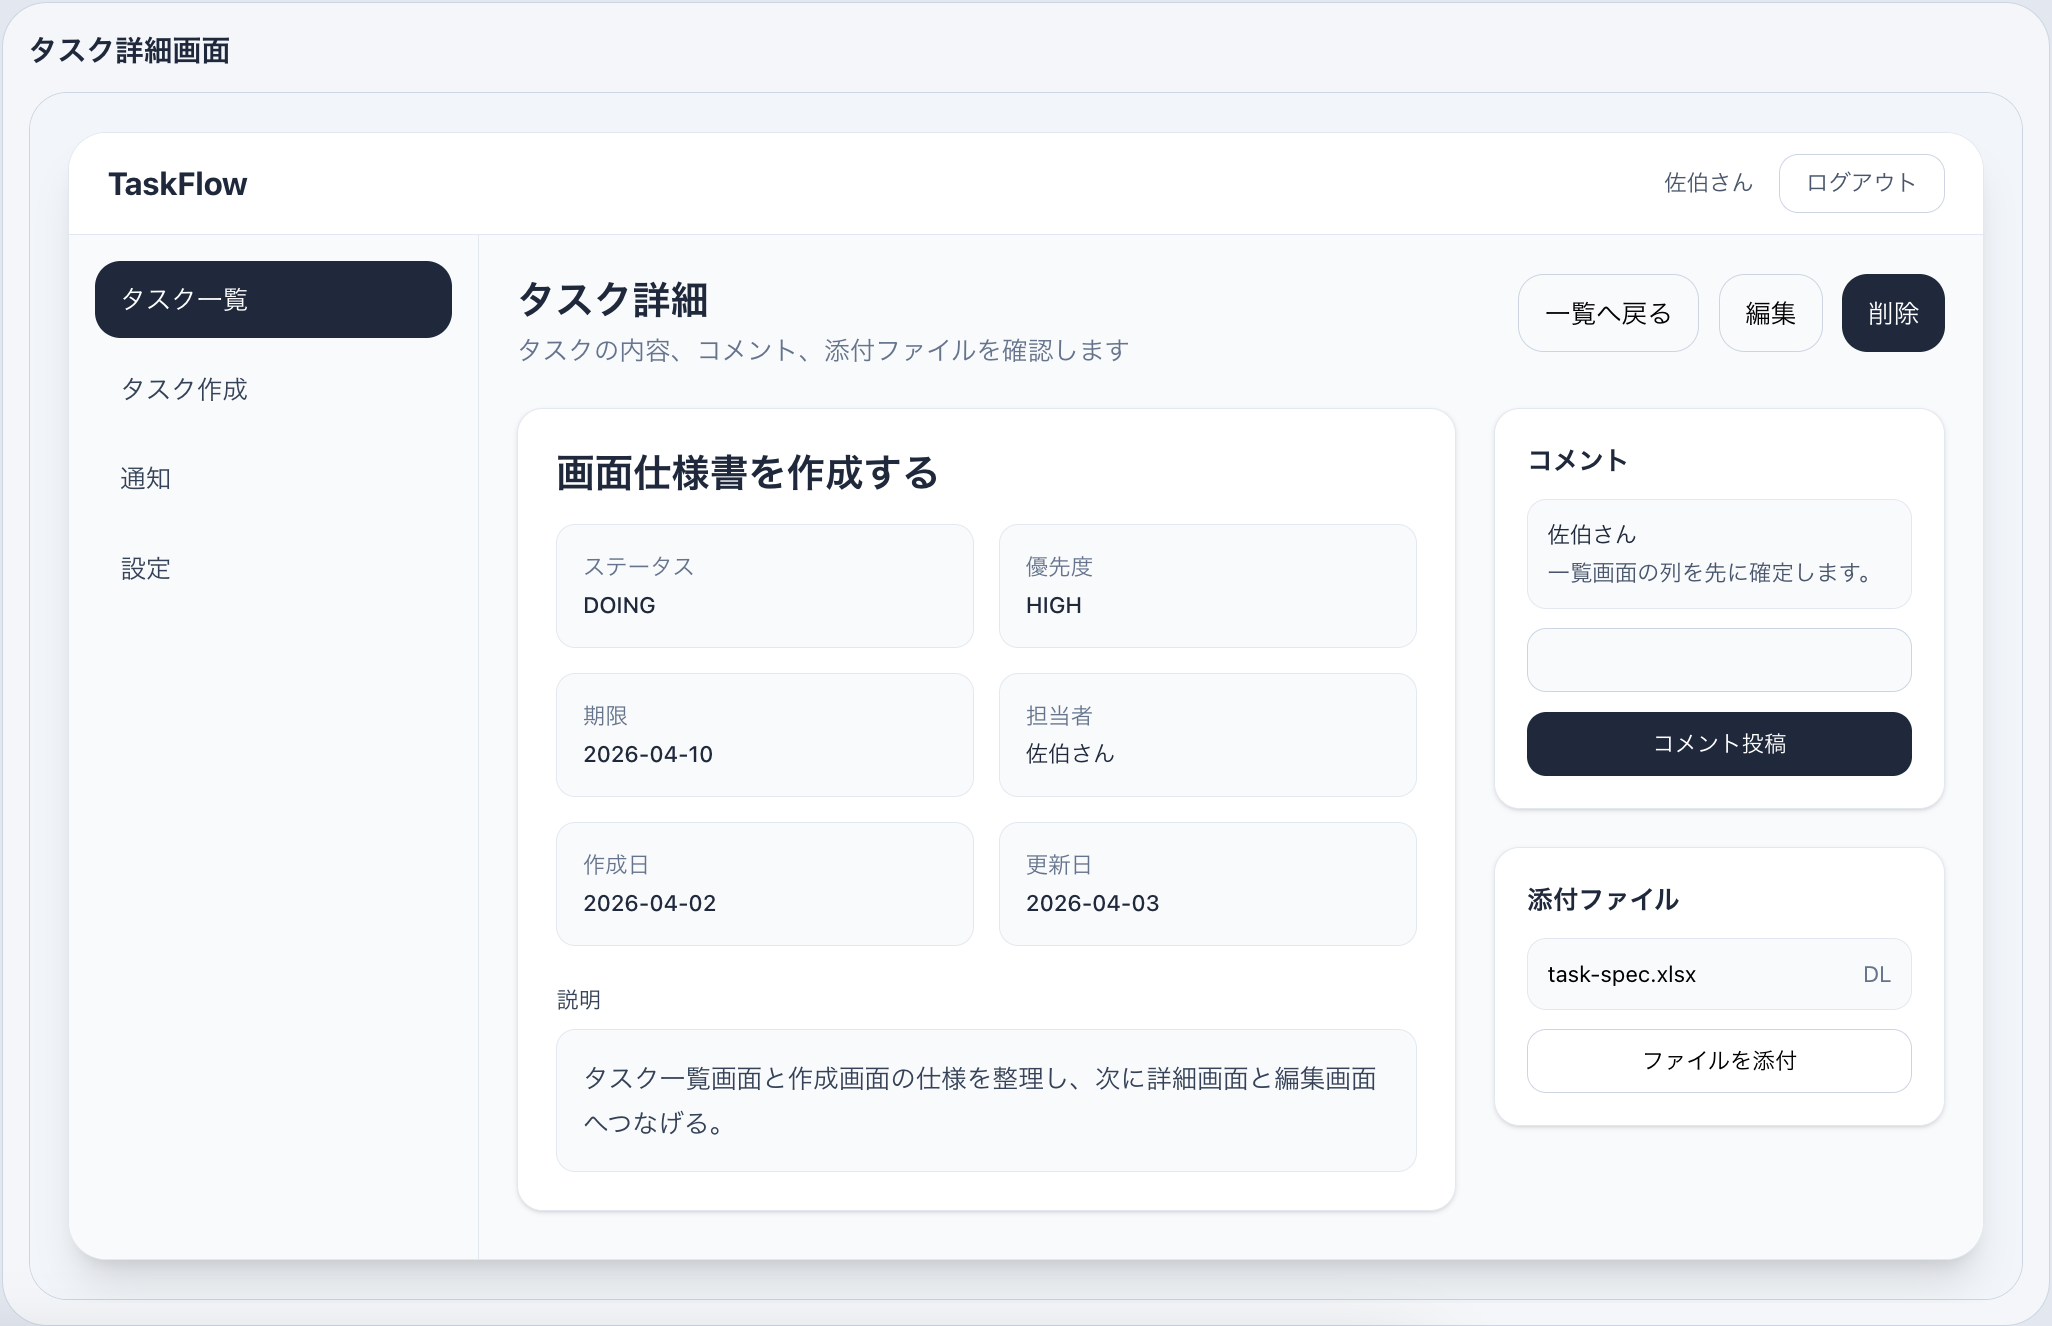 タスク詳細画面
TaskFlow
佐伯さん
ログアウト
タスク一覧
タスク作成
通知
設定
タスク詳細
タスクの内容、コメント、添付ファイルを確認します
一覧へ戻る
編集
削除
画面仕様書を作成する
ステータス
DOING
優先度
HIGH
期限
2026-04-10
担当者
佐伯さん
作成日
2026-04-02
更新日
2026-04-03
説明
タスク一覧画面と作成画面の仕様を整理し、次に詳細画面と編集画面
へつなげる。
コメント
佐伯さん
一覧画面の列を先に確定します。
コメント投稿
添付ファイル
task-spec.xlsx
DL
ファイルを添付